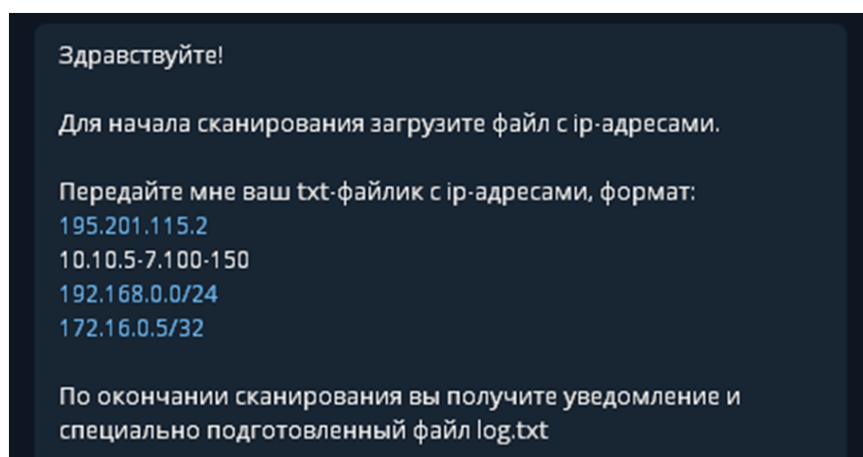 Здравствуйте!
Для начала сканирования загрузите файл с ip-адресами.
Передайте мне ваш txt-файлик с ip-адресами, формат:
195.201.115.2
10.10.5-7.100-150
192.168.0.0/24
172.16.0.5/32
По окончании сканирования вы получите уведомление и
специально подготовленный файл log.txt